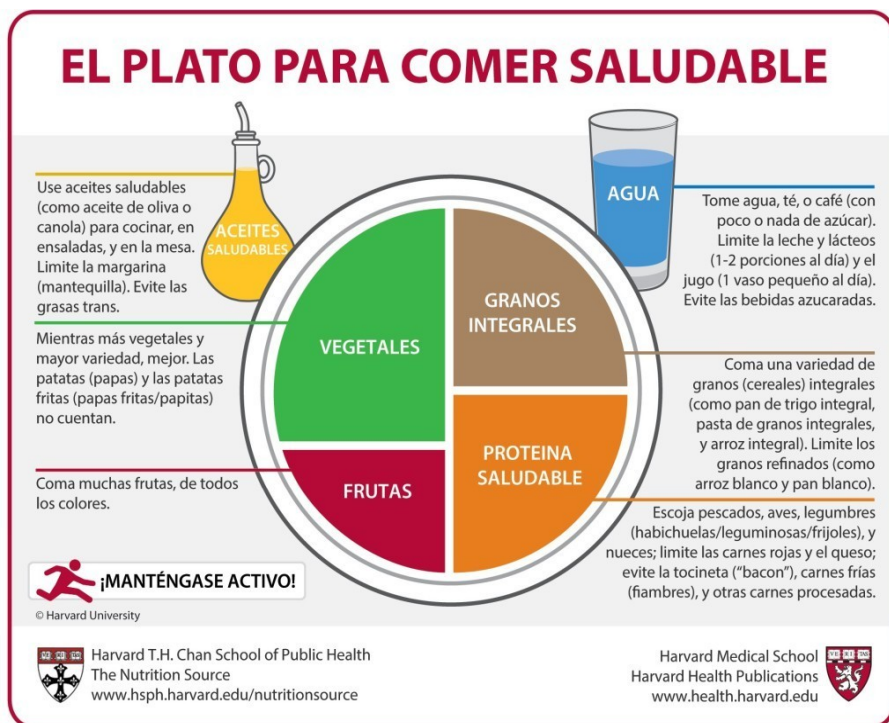 EL PLATO PARA COMER SALUDABLE
Use aceites saludables
(como aceite de oliva o
canola) para cocinar, en
ensaladas, y en la mesa.
Limite la margarina
(mantequilla). Evite las
grasas trans.
ACEITES
SALUDABLES
AGUA
Tome agua, té, o café (con
poco o nada de azúcar).
Limite la leche y lácteos
(1-2 porciones al día) y el
jugo (1 vaso pequeño al día).
Evite las bebidas azucaradas.
Mientras más vegetales y
mayor variedad, mejor. Las
patatas (papas) y las patatas
fritas (papas fritas/papitas)
no cuentan.
VEGETALES
GRANOS
INTEGRALES
Coma una variedad de
granos (cereales) integrales
(como pan de trigo integral,
pasta de granos integrales,
y arroz integral). Limite los
granos refinados (como
arroz blanco y pan blanco).
Coma muchas frutas, de todos
los colores.
FRUTAS
PROTEINA
SALUDABLE
Escoja pescados, aves, legumbres
(habichuelas/leguminosas/frijoles), y
nueces; limite las carnes rojas y el queso;
evite la tocineta (“bacon”), carnes frías
(fiambres), y otras carnes procesadas.
¡MANTÉNGASE ACTIVO!
© Harvard University
Harvard T.H. Chan School of Public Health
The Nutrition Source
www.hsph.harvard.edu/nutritionsource
Harvard Medical School
Harvard Health Publications
www.health.harvard.edu